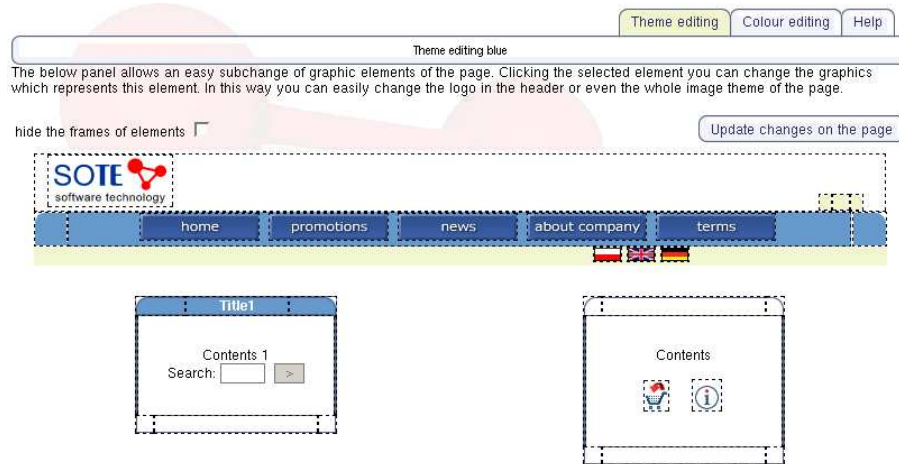 Theme editing Colour editing Help
Theme editing blue
The below panel allows an easy subchange of graphic elements of the page. Clicking the selected element you can change the graphics
which represents this element. In this way you can easily change the logo in the header or even the whole image theme of the page.
hide the frames of elements
Update changes on the page
SOTE
software technology
home promotions news about company terms
Title1
Contents 1
Search: >
Contents
i